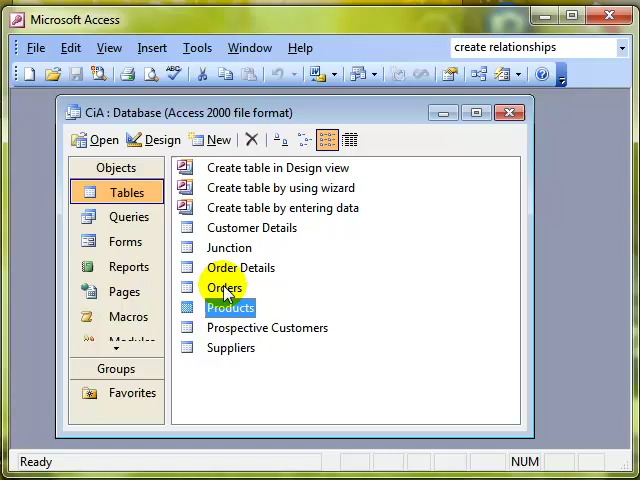 Microsoft Access
File Edit View Insert Tools Window Help create relationships
ABC
CiA : Database (Access 2000 file format)
Open Design New
Objects
Tables
Queries
Forms
Reports
Pages
Macros
Groups
Favorites
Create table in Design view
Create table by using wizard
Create table by entering data
Customer Details
Junction
Order Details
Orders
Products
Prospective Customers
Suppliers
Ready NUM